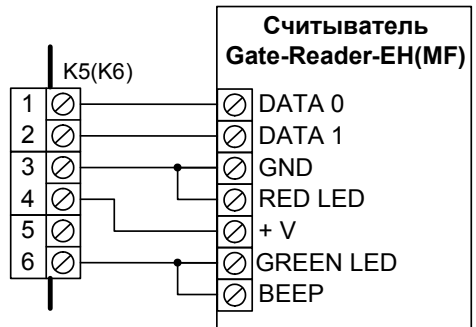 Считыватель
Gate-Reader-EH(MF)
K5(K6)
1 DATA 0
2 DATA 1
3 GND
RED LED
4 + V
5
6 GREEN LED
BEEP